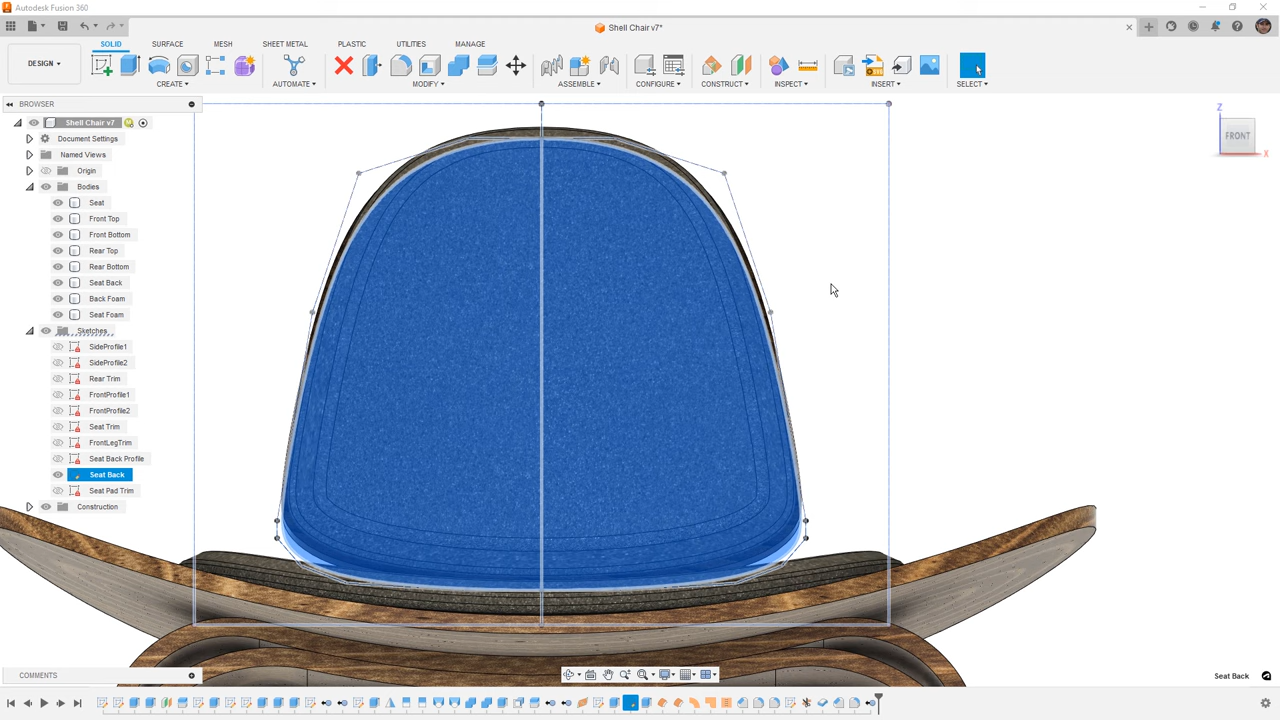 Autodesk Fusion 360
Shell Chair v7*
SOLID SURFACE MESH SHEET METAL PLASTIC UTILITIES MANAGE
DESIGN
CREATE AUTOMATE MODIFY ASSEMBLE CONFIGURE CONSTRUCT INSPECT INSERT SELECT
BROWSER
Shell Chair v7
Document Settings
Named Views
Origin
Bodies
Seat
Front Top
Front Bottom
Rear Top
Rear Bottom
Seat Back
Back Foam
Seat Foam
Sketches
SideProfile1
SideProfile2
Rear Trim
FrontProfile1
FrontProfile2
Seat Trim
FrontLegTrim
Seat Back Profile
Seat Back
Seat Pad Trim
Construction
Z
FRONT
X
COMMENTS
Seat Back